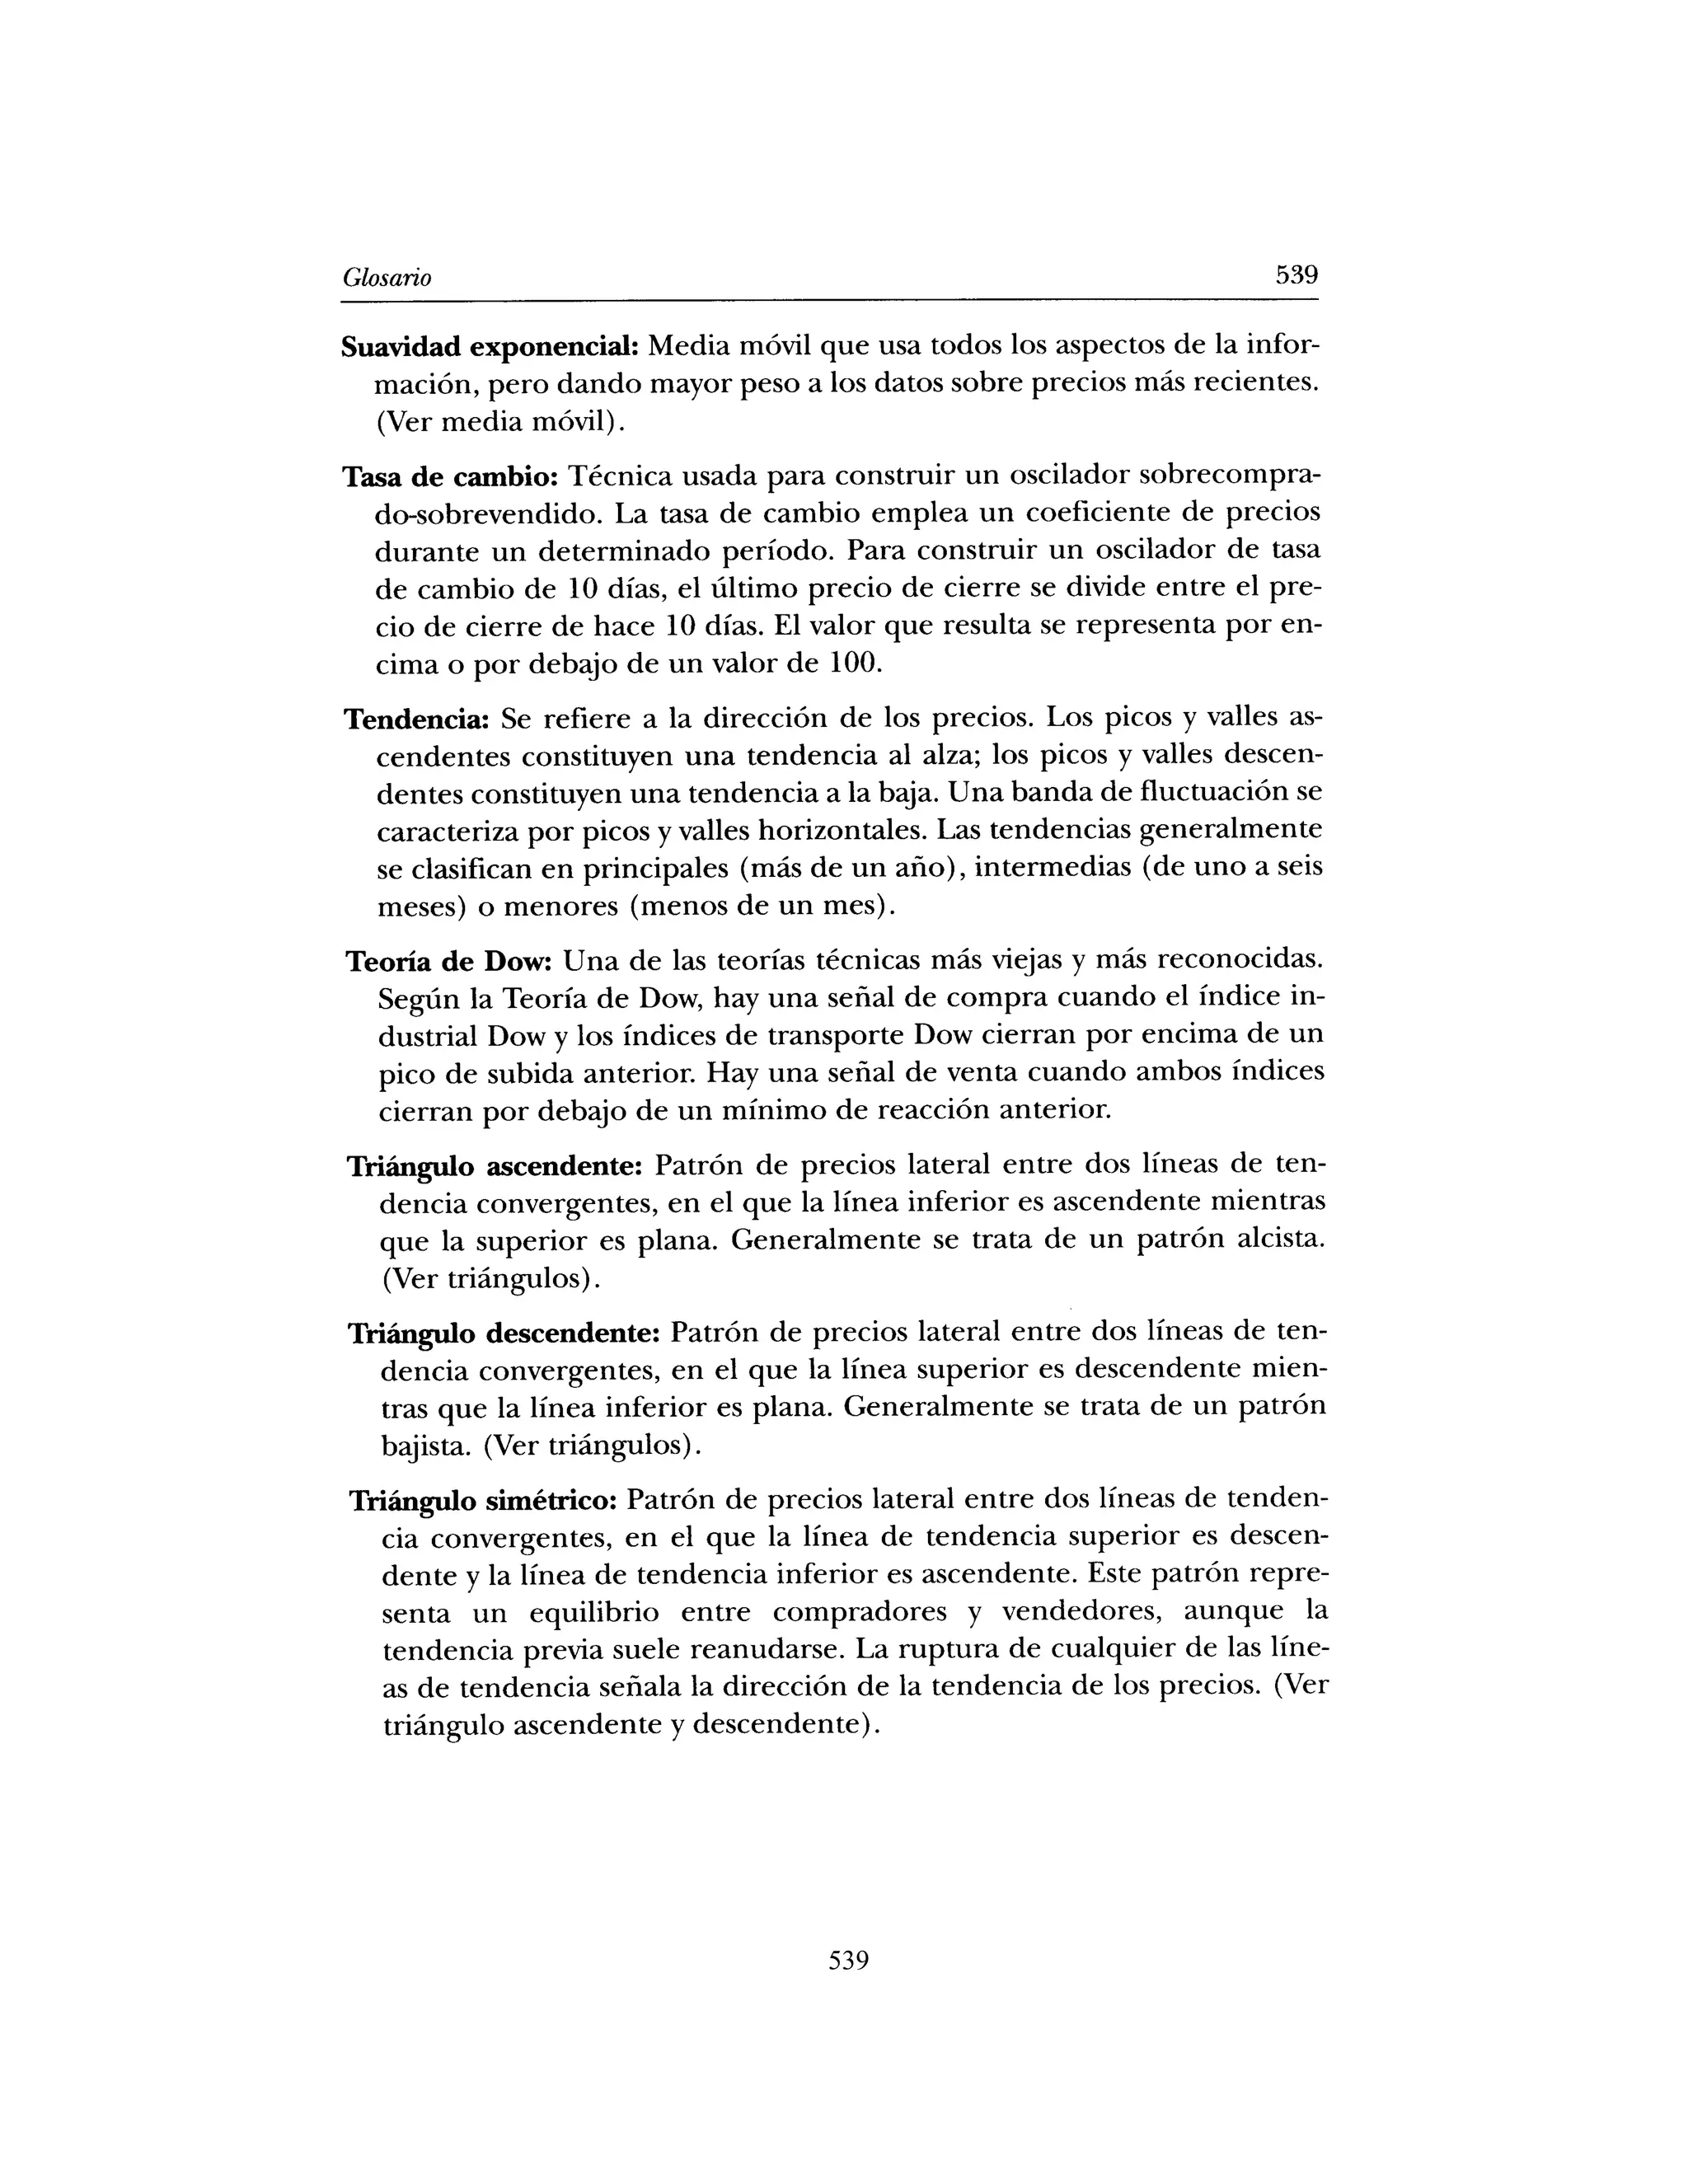 Glosario 539
Suavidad exponencial: Media móvil que usa todos los aspectos de la infor-
mación, pero dando mayor peso a los datos sobre precios más recientes.
(Ver media móvil).
Tasa de cambio: Técnica usada para construir un oscilador sobrecompra-
do-sobrevendido. La tasa de cambio emplea un coeficiente de precios
durante un determinado período. Para construir un oscilador de tasa
de cambio de 10 días, el último precio de cierre se divide entre el pre-
cio de cierre de hace 10 días. El valor que resulta se representa por en-
cima o por debajo de un valor de 100.
Tendencia: Se refiere a la dirección de los precios. Los picos y valles as-
cendentes constituyen una tendencia al alza; los picos y valles descen-
dentes constituyen una tendencia a la baja. Una banda de fluctuación se
caracteriza por picos y valles horizontales. Las tendencias generalmente
se clasifican en principales (más de un año), intermedias (de uno a seis
meses) o menores (menos de un mes).
Teoría de Dow: Una de las teorías técnicas más viejas y más reconocidas.
Según la Teoría de Dow, hay una señal de compra cuando el índice in-
dustrial Dow y los índices de transporte Dow cierran por encima de un
pico de subida anterior. Hay una señal de venta cuando ambos índices
cierran por debajo de un mínimo de reacción anterior.
Triángulo ascendente: Patrón de precios lateral entre dos líneas de ten-
dencia convergentes, en el que la línea inferior es ascendente mientras
que la superior es plana. Generalmente se trata de un patrón alcista.
(Ver triángulos).
Triángulo descendente: Patrón de precios lateral entre dos líneas de ten-
dencia convergentes, en el que la línea superior es descendente mien-
tras que la línea inferior es plana. Generalmente se trata de un patrón
bajista. (Ver triángulos).
Triángulo simétrico: Patrón de precios lateral entre dos líneas de tenden-
cia convergentes, en el que la línea de tendencia superior es descen-
dente y la línea de tendencia inferior es ascendente. Este patrón repre-
senta un equilibrio entre compradores y vendedores, aunque la
tendencia previa suele reanudarse. La ruptura de cualquier de las líne-
as de tendencia señala la dirección de la tendencia de los precios. (Ver
triángulo ascendente y descendente).
539